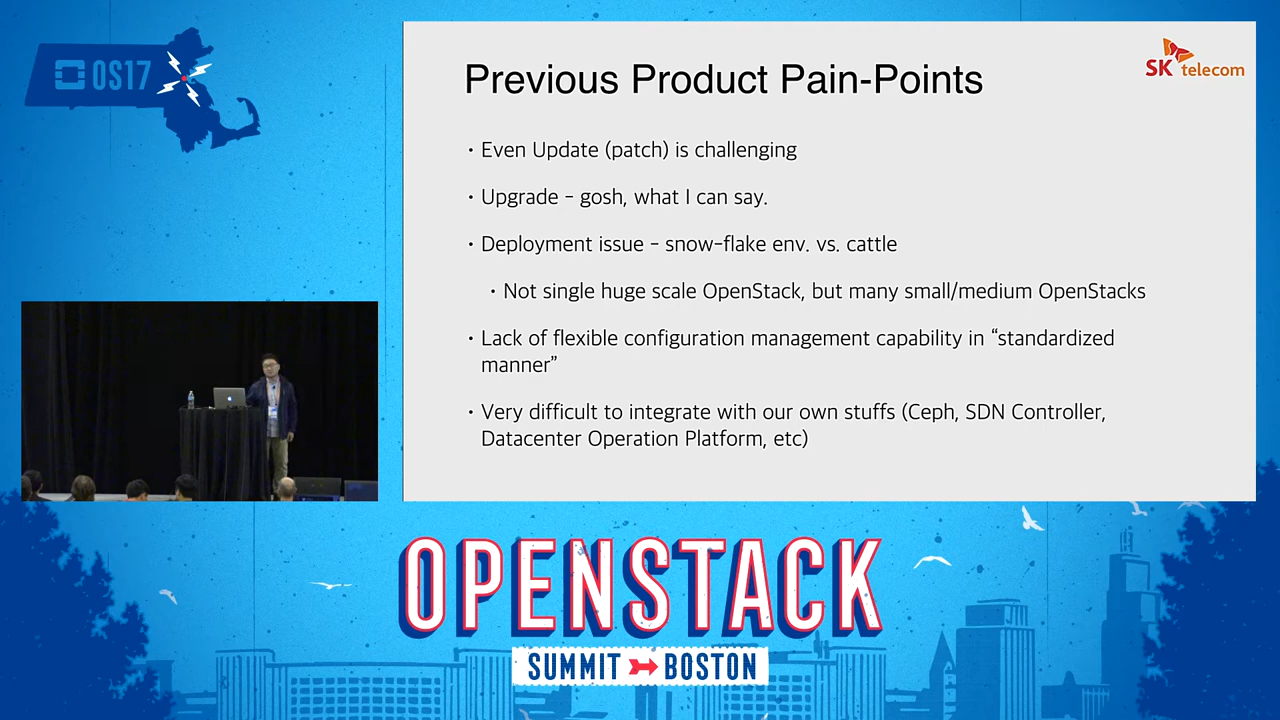 OS17
SK telecom
Previous Product Pain-Points
• Even Update (patch) is challenging
• Upgrade – gosh, what I can say.
• Deployment issue – snow-flake env. vs. cattle
• Not single huge scale OpenStack, but many small/medium OpenStacks
• Lack of flexible configuration management capability in “standardized
manner”
• Very difficult to integrate with our own stuffs (Ceph, SDN Controller,
Datacenter Operation Platform, etc)
OPENSTACK
SUMMIT BOSTON